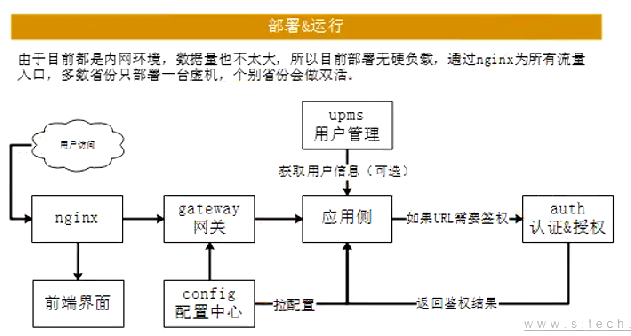 部署&运行
由于目前都是内网环境，数据量也不太大，所以目前部署无硬负载，通过nginx为所有流量
入口，多数省份只部署一台虚机，个别省份会做双活。
upms
用户管理
用户访问
获取用户信息（可选）
nginx
gateway
网关
应用侧
如果URL需要鉴权
auth
认证&授权
前端界面
config
配置中心
拉配置
返回鉴权结果